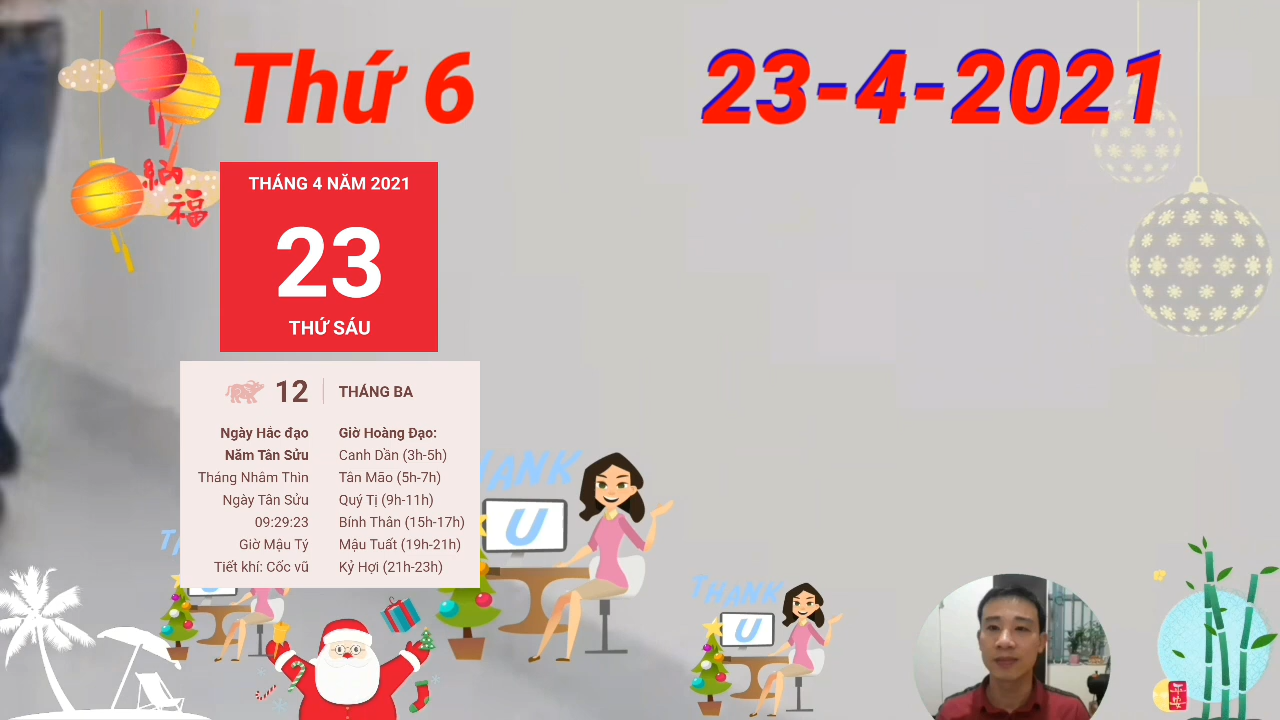 Thứ 6
23-4-2021
納
福
THÁNG 4 NĂM 2021
23
THỨ SÁU
12
THÁNG BA
Ngày Hắc đạo
Năm Tân Sửu
Tháng Nhâm Thìn
Ngày Tân Sửu
09:29:23
Giờ Mậu Tý
Tiết khí: Cốc vũ
Giờ Hoàng Đạo:
Canh Dần (3h-5h)
Tân Mão (5h-7h)
Quý Tị (9h-11h)
Bính Thân (15h-17h)
Mậu Tuất (19h-21h)
Kỷ Hợi (21h-23h)
THANK
U
THANK
U